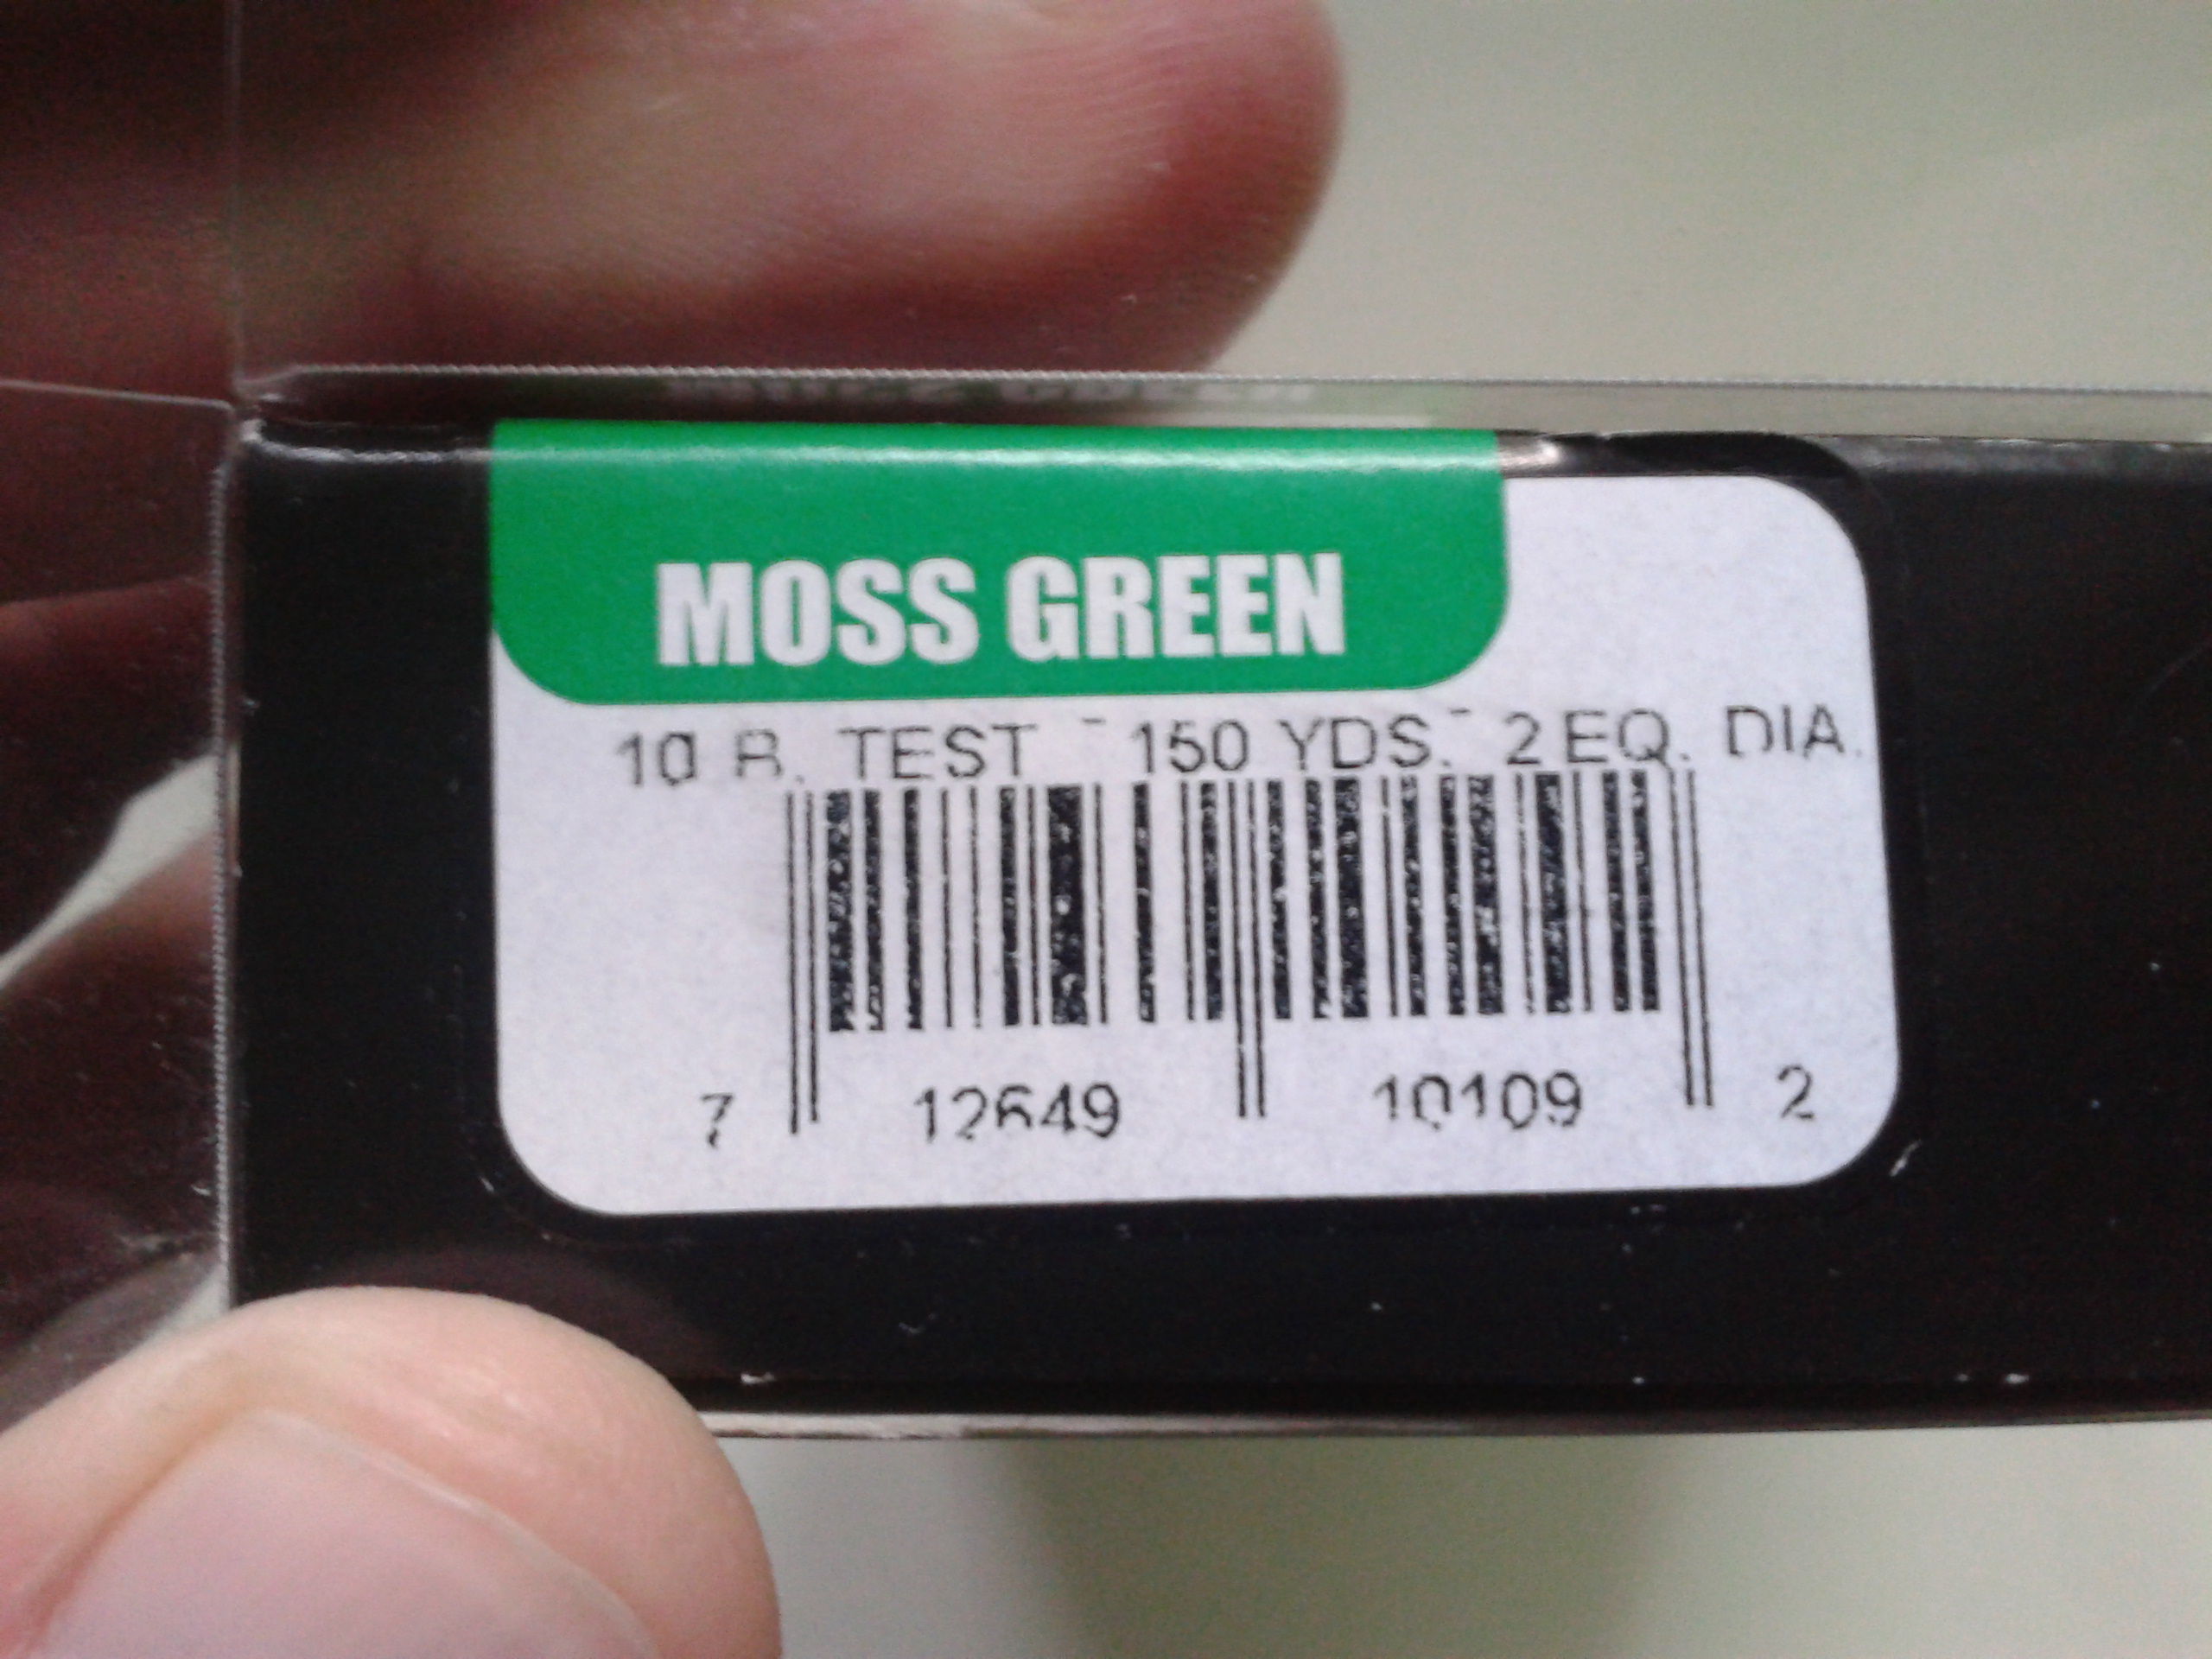 MOSS GREEN
10 TEST - 150 YDS. - 2 EQ. DIA.
7 12649 10109 2